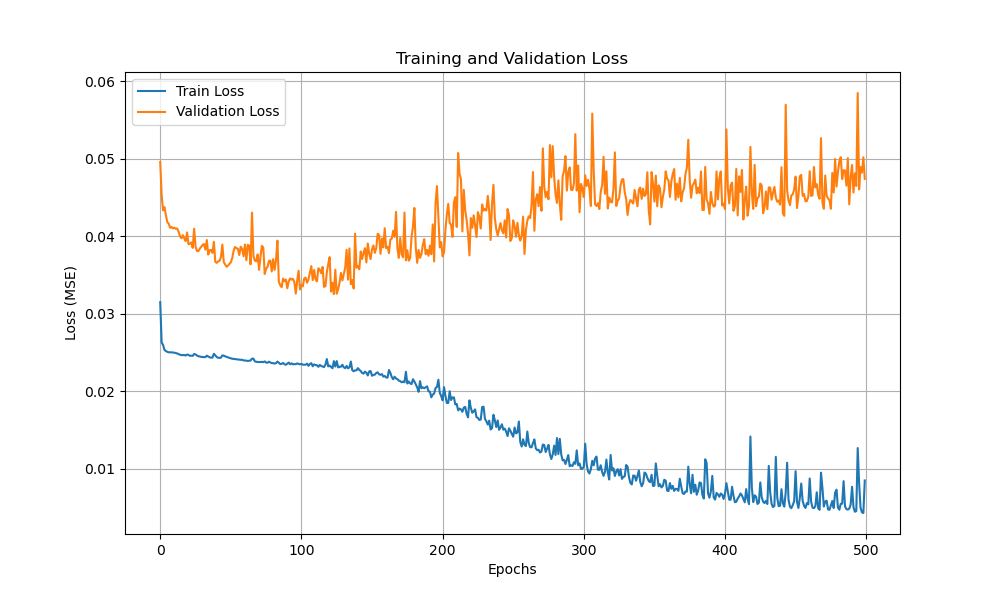 Training and Validation Loss
Train Loss
Validation Loss
0.06
0.05
0.04
0.03
0.02
0.01
Loss (MSE)
0
100
200
300
400
500
Epochs